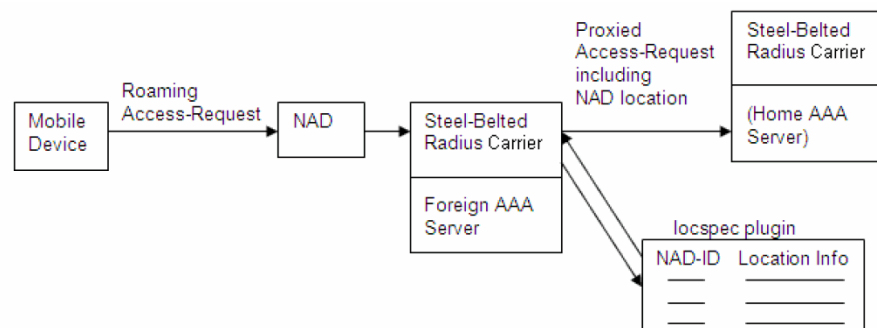 Mobile
Device
Roaming
Access-Request
NAD
Steel-Belted
Radius Carrier
Foreign AAA
Server
Proxied
Access-Request
including
NAD location
Steel-Belted
Radius Carrier
(Home AAA
Server)
locspec plugin
NAD-ID Location Info